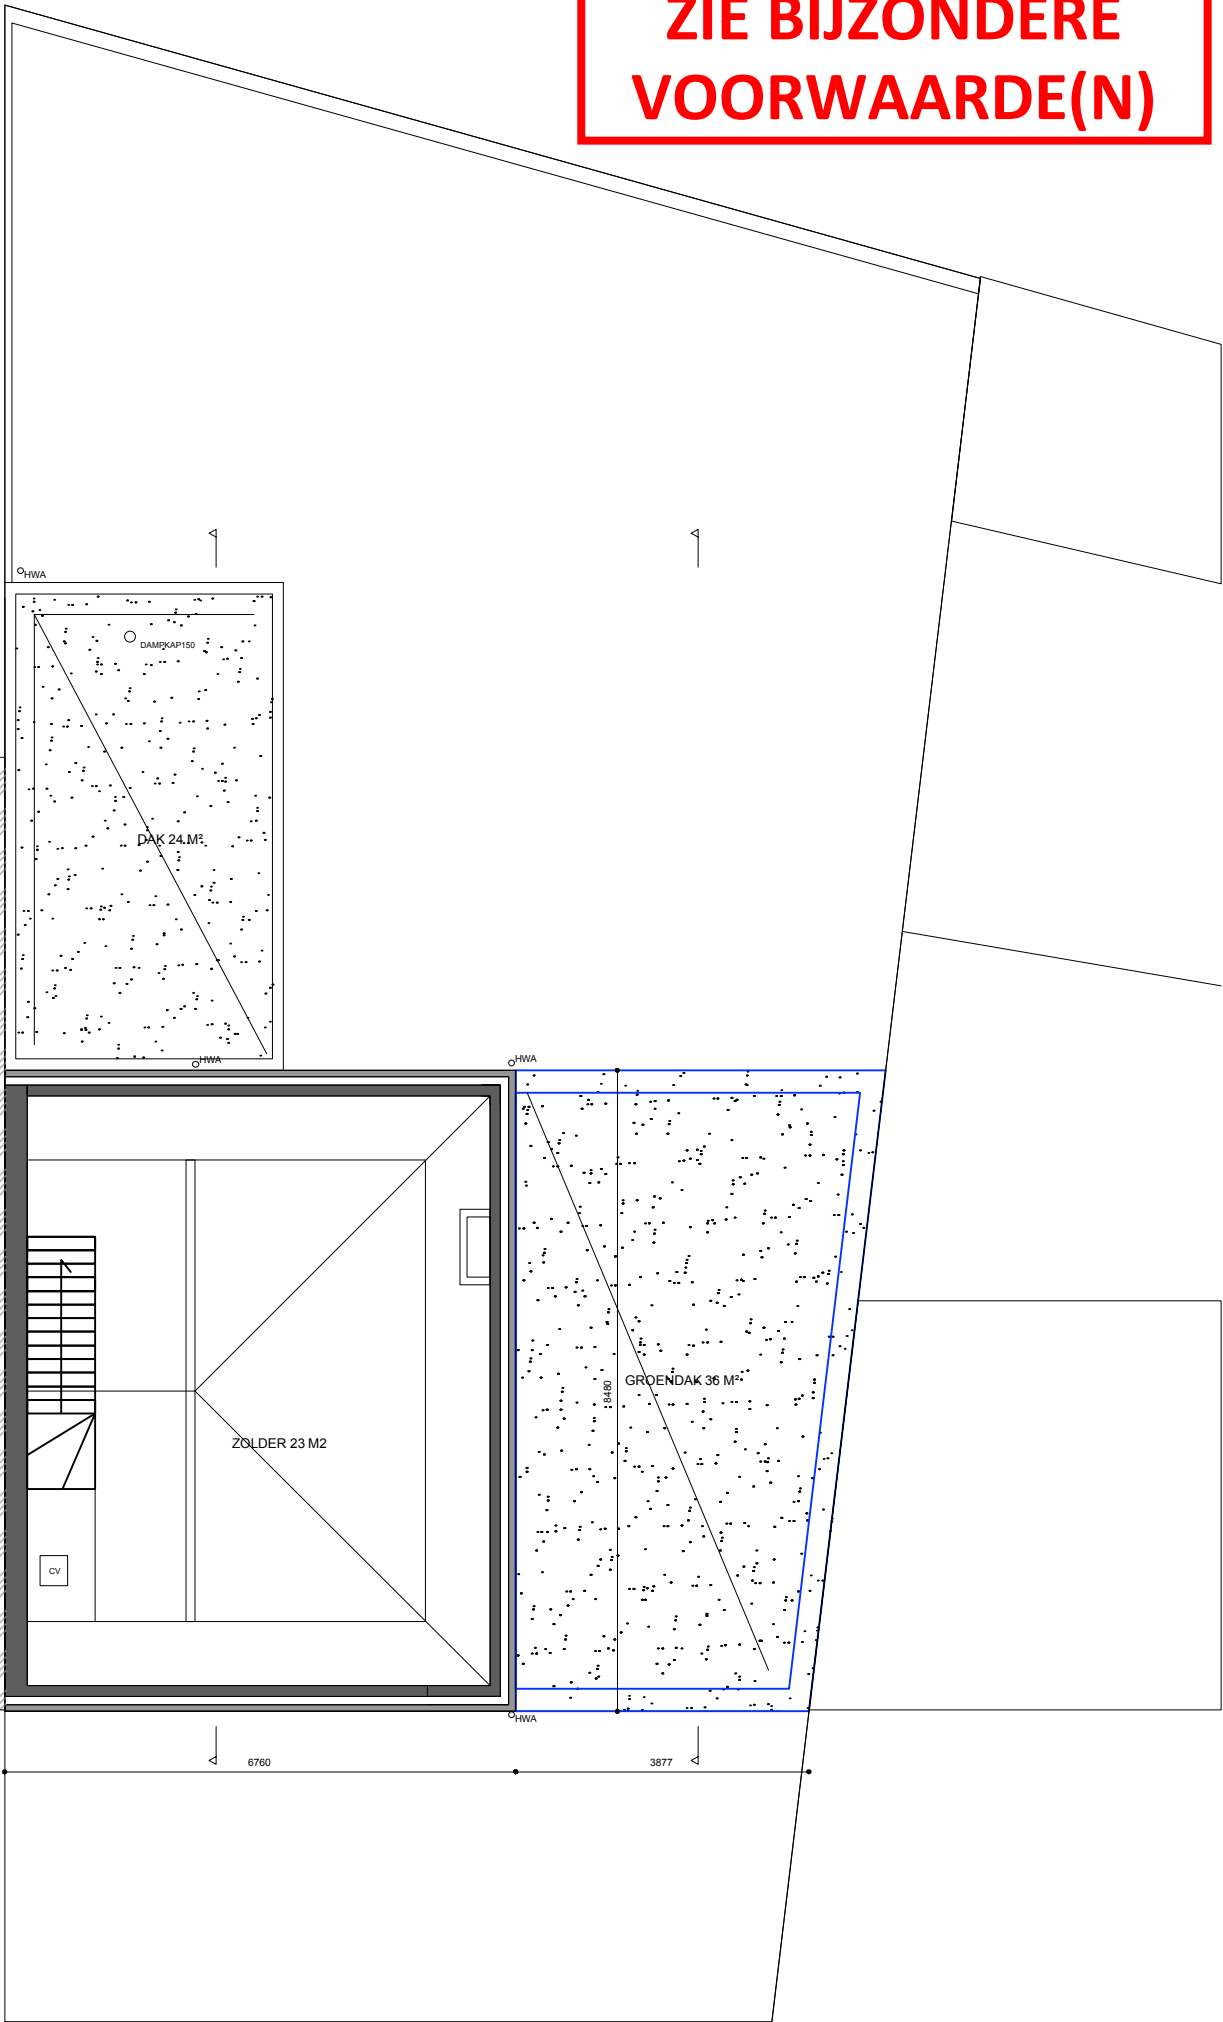 ZIE BIJZONDERE
VOORWAARDE(N)
HWA
DAMPKAP150
DAK 24 M²
HWA
HWA
8480
GROENDAK 36 M²
ZOLDER 23 M2
CV
HWA
6760
3877